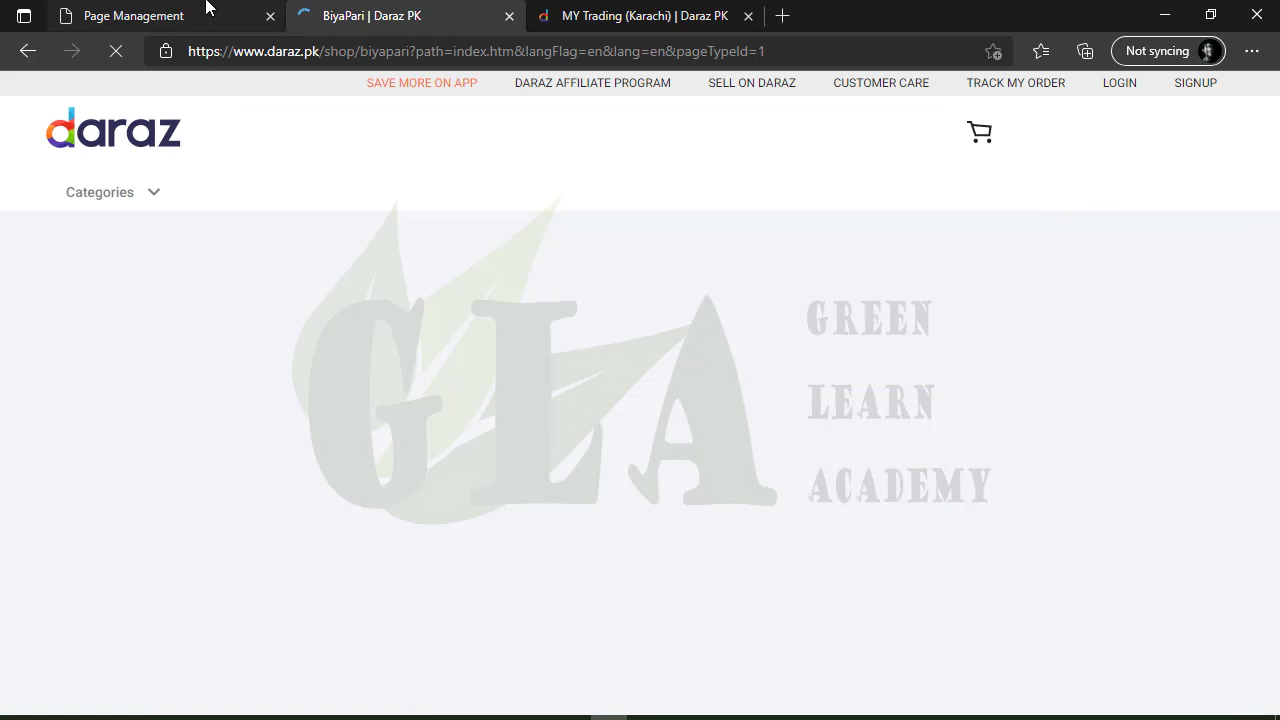 Page Management
BiyaPari | Daraz PK
MY Trading (Karachi) | Daraz PK
https://www.daraz.pk/shop/biyapari?path=index.htm&langFlag=en&lang=en&pageTypeId=1
Not syncing
SAVE MORE ON APP
DARAZ AFFILIATE PROGRAM
SELL ON DARAZ
CUSTOMER CARE
TRACK MY ORDER
LOGIN
SIGNUP
daraz
Categories
GLA
GREEN
LEARN
ACADEMY